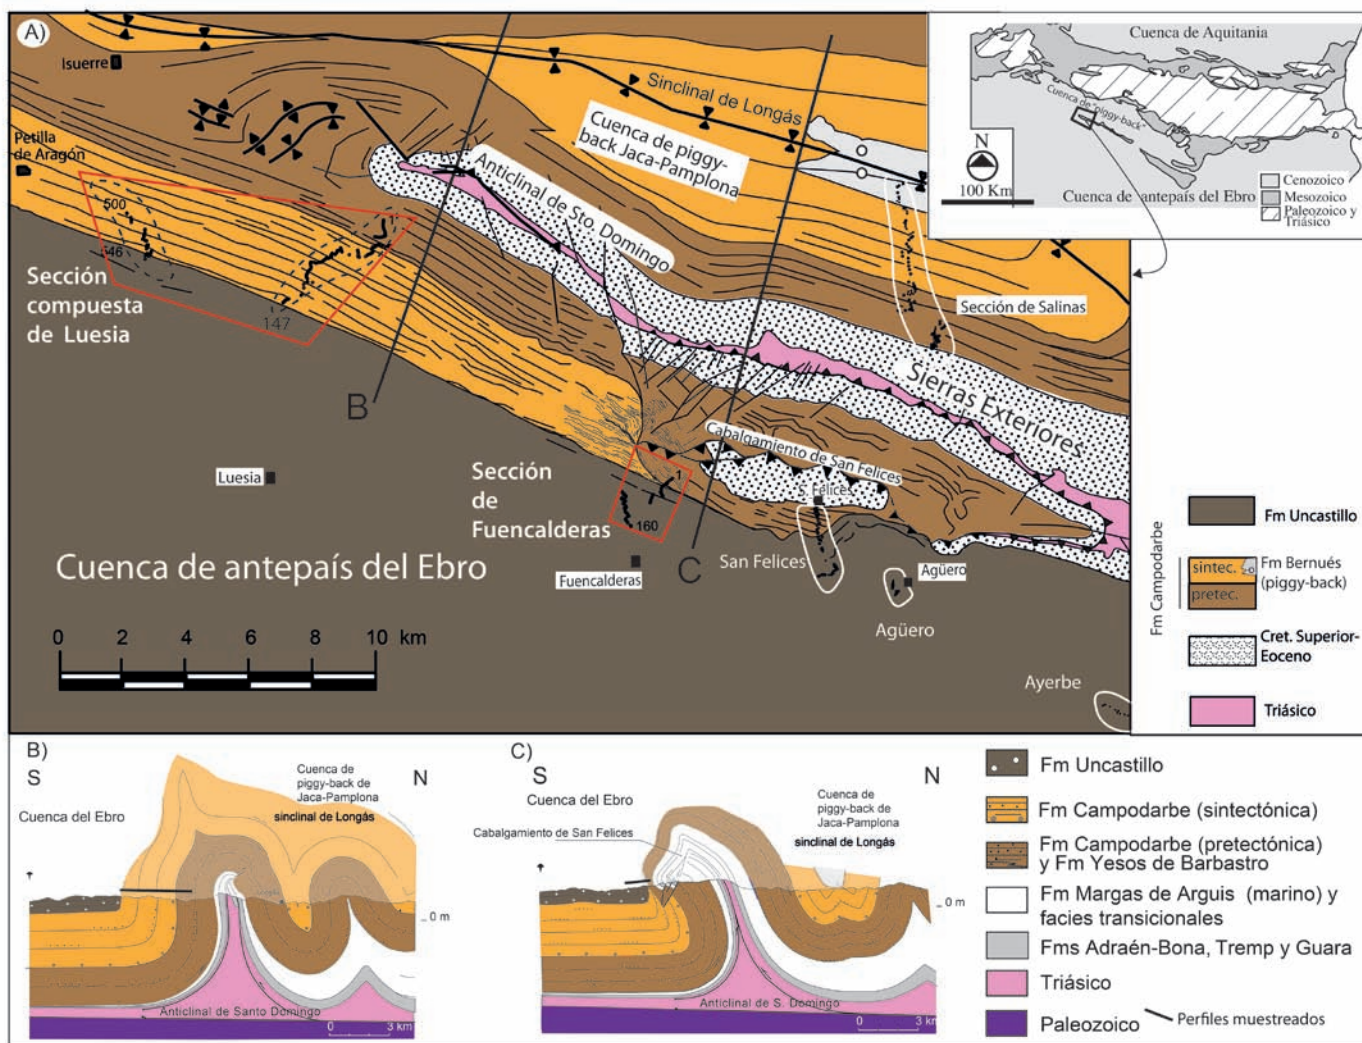 A)
Isuerre
Petilla
de Aragón
Sinclinal de Longás
Cuenca de piggy-
back Jaca-Pamplona
Anticlinal de Sto. Domingo
500
546
147
Sección
compuesta
de Luesia
B
Sección de Salinas
Sierras Exteriores
Cabalgamiento de San Felices
S. Felices
Luesia
Sección
de
Fuencalderas
1
160
Fuencalderas
C
San Felices
Agüero
Agüero
Ayerbe
Cuenca de antepaís del Ebro
0 2 4 6 8 10 km
Cuenca de Aquitania
Cuenca de "piggy-back"
N
100 Km
Cuenca de antepaís del Ebro
Cenozoico
Mesozoico
Paleozoico y
Triásico
Fm Campodarbe
Fm Uncastillo
sintec.
pretec.
Fm Bernués
(piggy-back)
Cret. Superior-
Eoceno
Triásico
B)
S
N
Cuenca del Ebro
Cuenca de
piggy-back de
Jaca-Pamplona
sinclinal de Longás
0 m
Anticlinal de Santo Domingo
0 3 km
C)
S
N
Cuenca del Ebro
Cabalgamiento de San Felices
Cuenca de
piggy-back de
Jaca-Pamplona
sinclinal de Longás
0 m
Anticlinal de S. Domingo
0 3 km
Fm Uncastillo
Fm Campodarbe (sintectónica)
Fm Campodarbe (pretectónica)
y Fm Yesos de Barbastro
Fm Margas de Arguis (marino) y
facies transicionales
Fms Adraén-Bona, Tremp y Guara
Triásico
Paleozoico
Perfiles muestreados